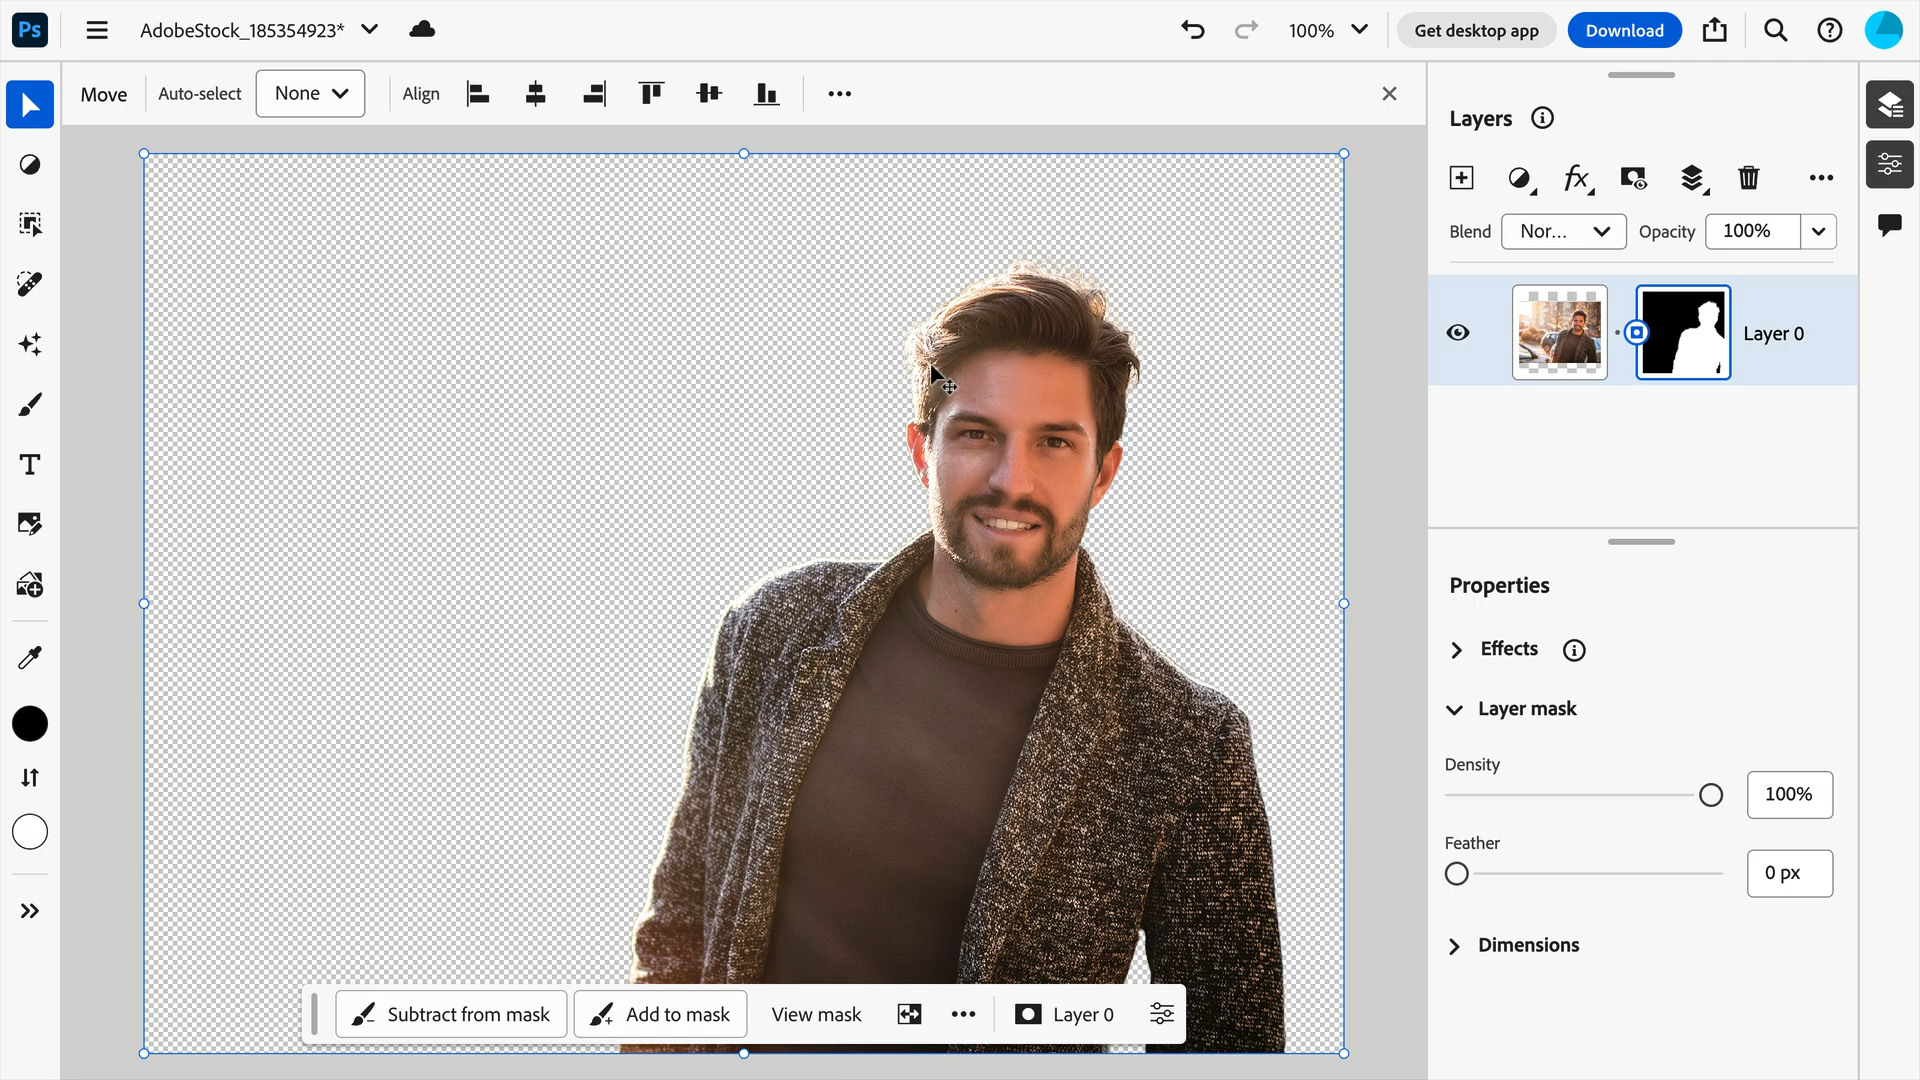 Ps
AdobeStock_185354923*
100%
Get desktop app
Download
Move
Auto-select
None
Align
Layers
fx
Blend
Nor...
Opacity
100%
Layer 0
Properties
Effects
Layer mask
Density
100%
Feather
0 px
Dimensions
Subtract from mask
Add to mask
View mask
Layer 0